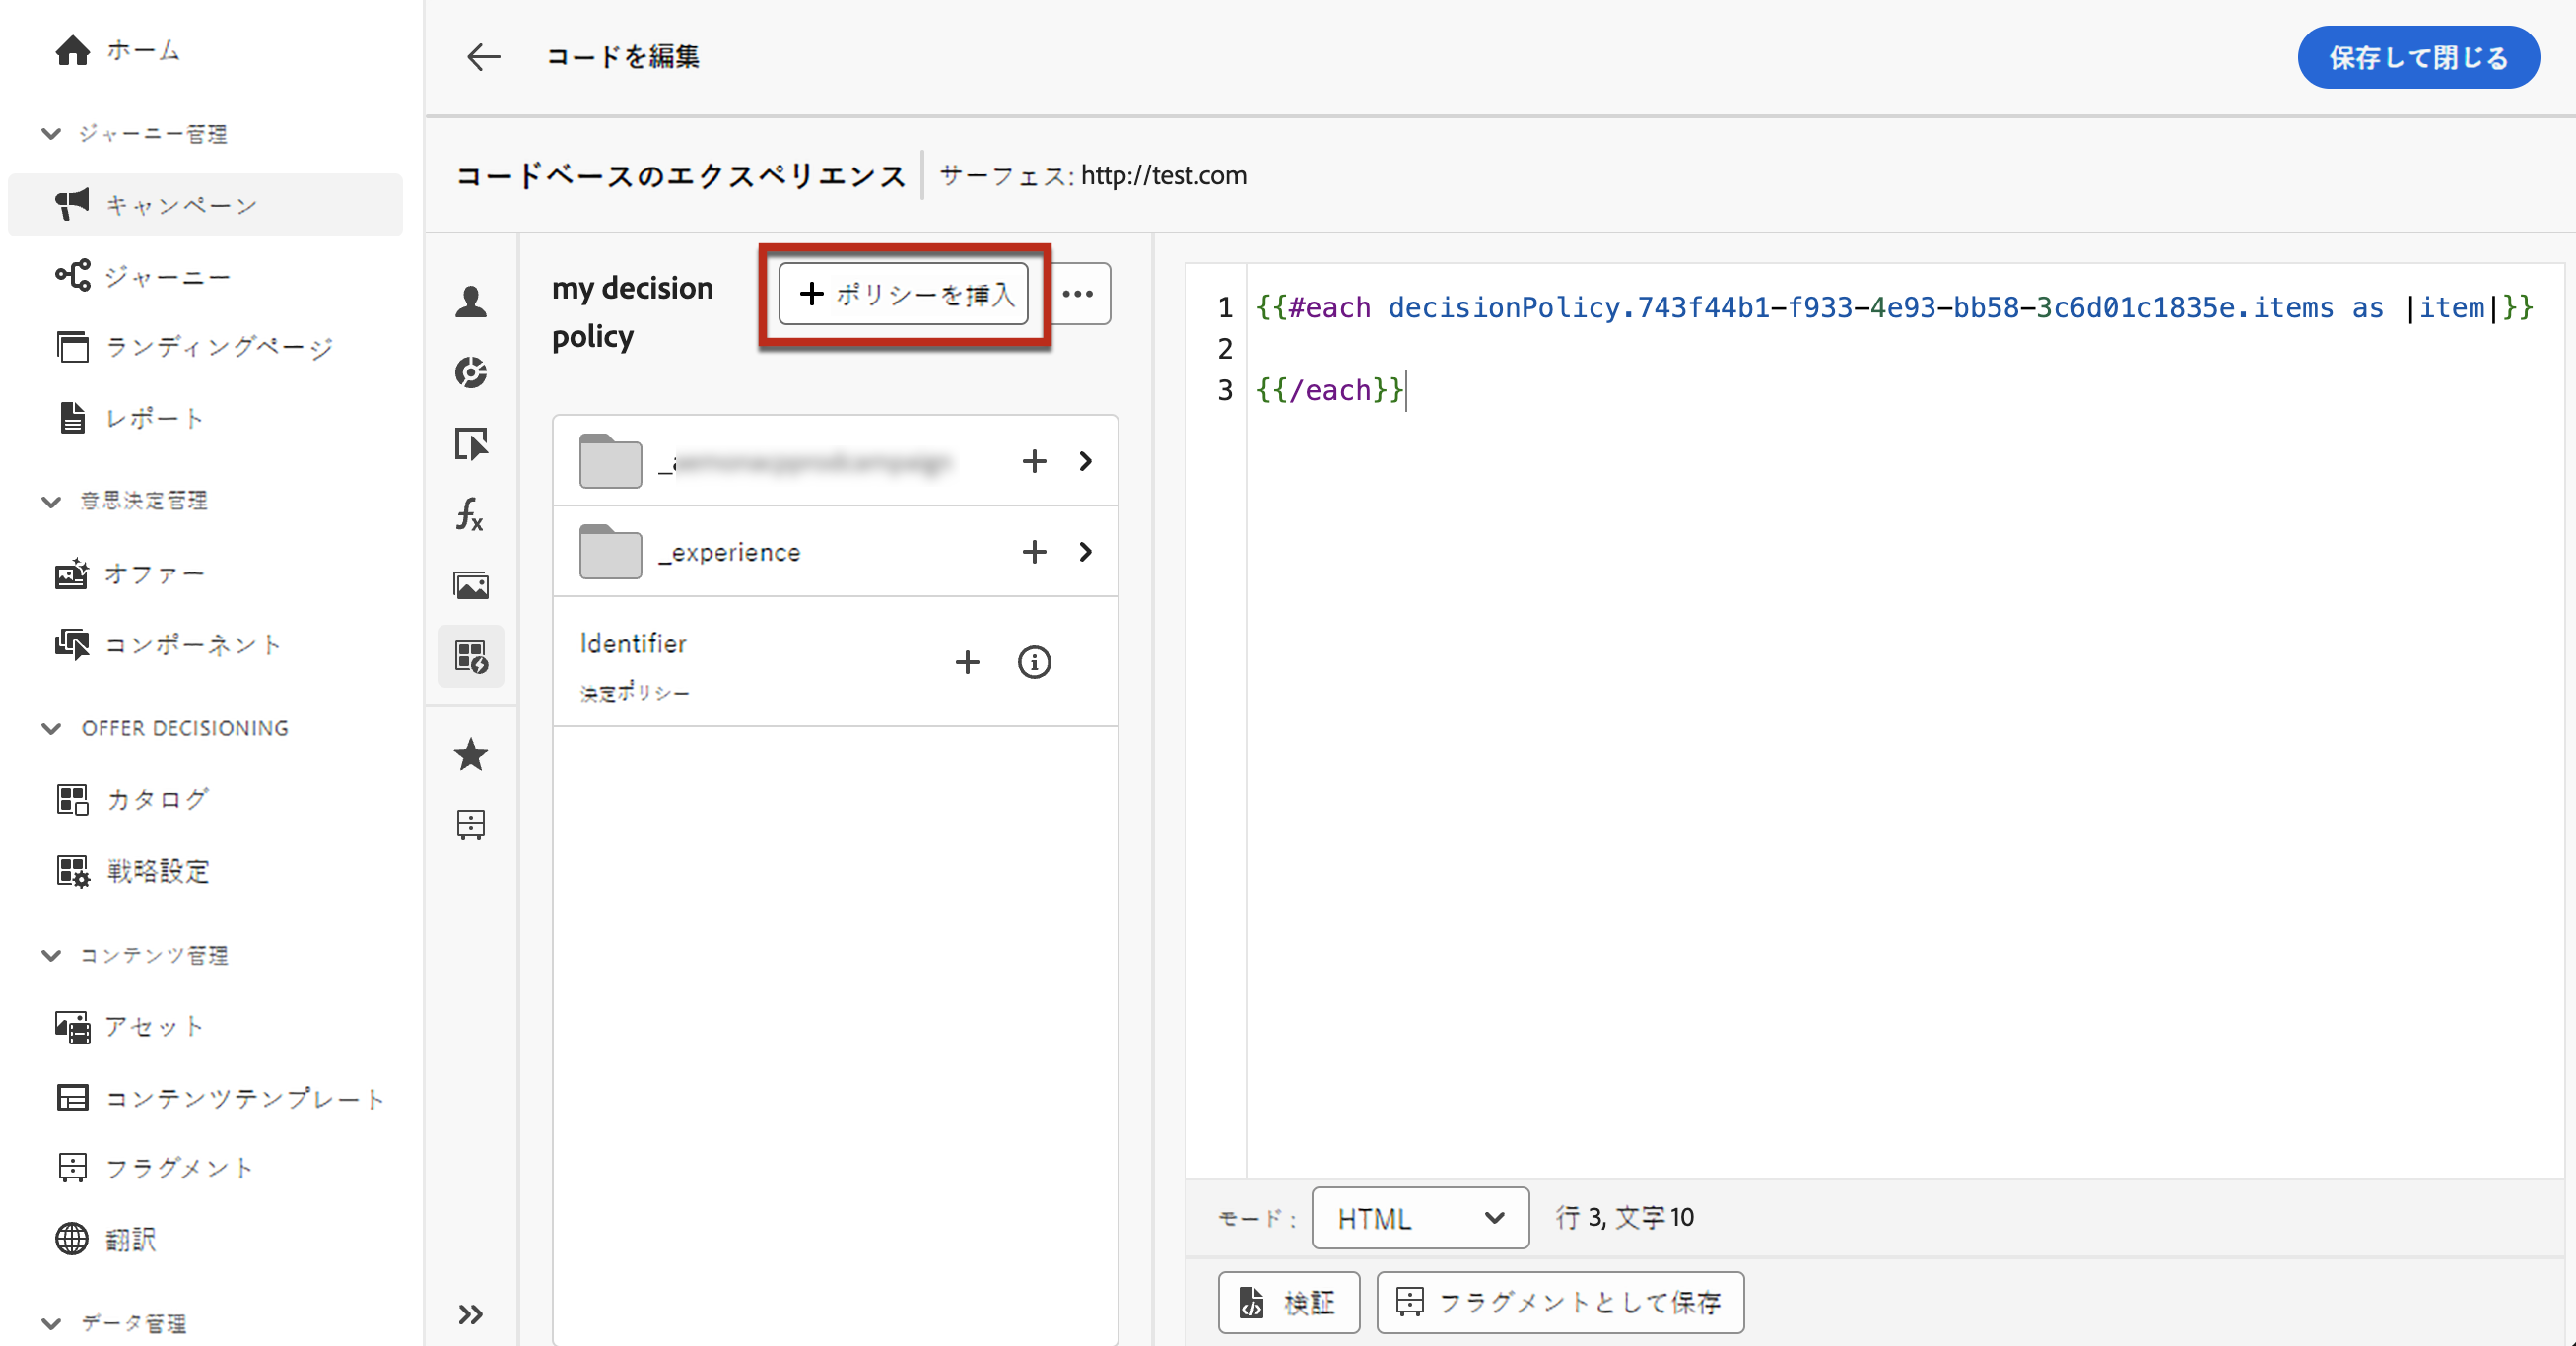 ホーム
ジャーニー管理
キャンペーン
ジャーニー
ランディングページ
レポート
意思決定管理
オファー
コンポーネント
OFFER DECISIONING
カタログ
戦略設定
コンテンツ管理
アセット
コンテンツテンプレート
フラグメント
翻訳
データ管理
コードを編集
保存して閉じる
コードベースのエクスペリエンス サーフェス: http://test.com
my decision
policy
ポリシーを挿入
_experience
Identifier
決定ポリシー
1 {{#each decisionPolicy.743f44b1-f933-4e93-bb58-3c6d01c1835e.items as |item|}}
2
3 {{/each}}
モード : HTML 行 3, 文字10
検証 フラグメントとして保存